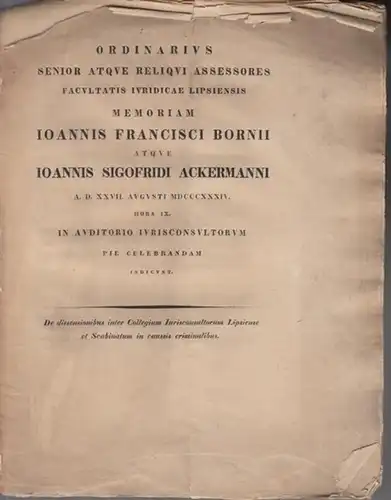 ORDINARIVS
SENIOR ATQVE RELIQVI ASSESSORES
FACVLTATIS IVRIDICAE LIPSIENSIS
MEMORIAM
IOANNIS FRANCISCI BORNII
ATQVE
IOANNIS SIGOFRIDI ACKERMANNI
A. D. XXVII. AVGVSTI MDCCCXXXIV.
HORA IX.
IN AVDITORIO IVRISCONSVLTORVM
PIE CELEBRANDAM
INDICVNT.
De dissensionibus inter Collegium Iurisconsultorum Lipsiense
et Scabinatum in caussis criminalibus.